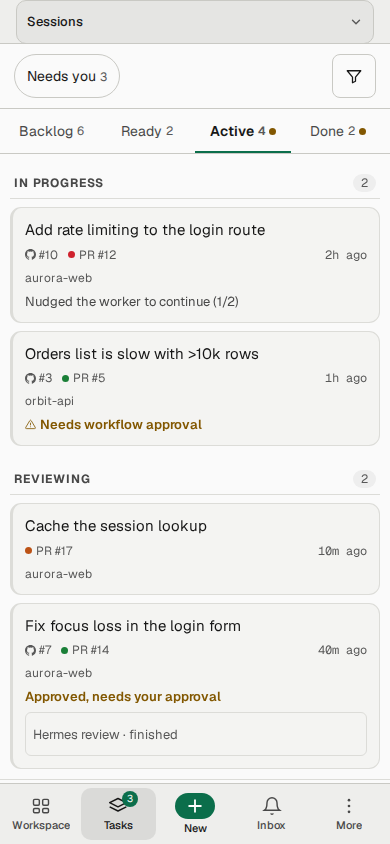 Sessions
Needs you 3
Backlog 6
Ready 2
Active 4
Done 2
IN PROGRESS
2
Add rate limiting to the login route
#10
PR #12
2h ago
aurora-web
Nudged the worker to continue (1/2)
Orders list is slow with >10k rows
#3
PR #5
1h ago
orbit-api
Needs workflow approval
REVIEWING
2
Cache the session lookup
PR #17
10m ago
aurora-web
Fix focus loss in the login form
#7
PR #14
40m ago
aurora-web
Approved, needs your approval
Hermes review · finished
Workspace
3
Tasks
New
Inbox
More